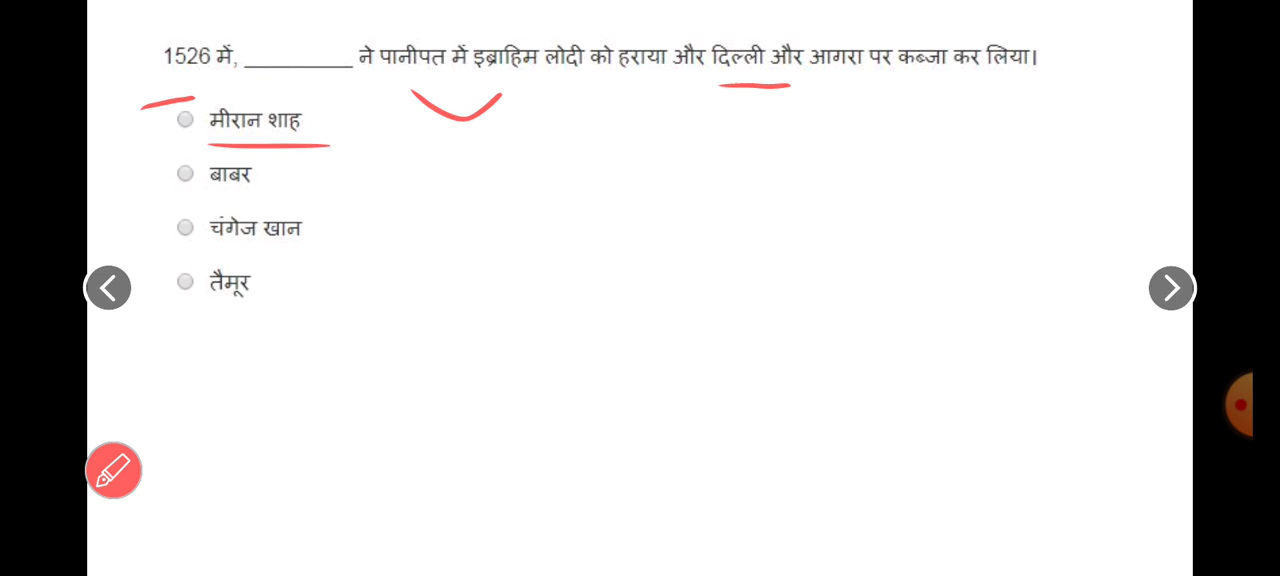 1526 में, __________ ने पानीपत में इब्राहिम लोदी को हराया और दिल्ली और आगरा पर कब्जा कर लिया।
मीरान शाह
बाबर
चंगेज खान
तैमूर